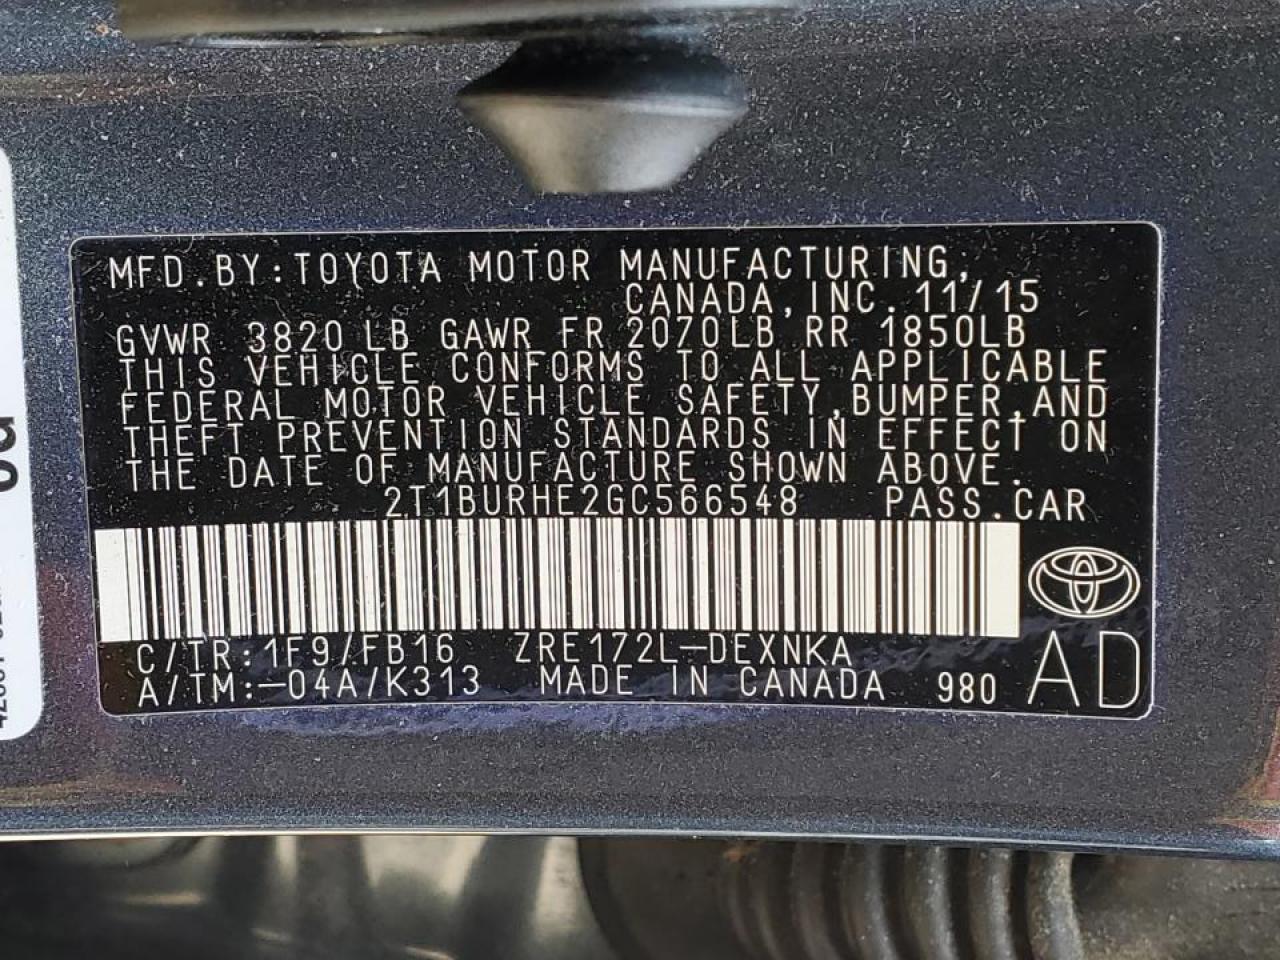 MFD.BY:TOYOTA MOTOR MANUFACTURING,
CANADA,INC.11/15
GVWR 3820 LB GAWR FR 2070LB RR 1850LB
THIS VEHICLE CONFORMS TO ALL APPLICABLE
FEDERAL MOTOR VEHICLE SAFETY,BUMPER,AND
THEFT PREVENTION STANDARDS IN EFFECT ON
THE DATE OF MANUFACTURE SHOWN ABOVE.
2T1BURHE2GC566548 PASS.CAR
C/TR:1F9/FB16 ZRE172L-DEXNKA
A/TM:-04A/K313 MADE IN CANADA 980
AD